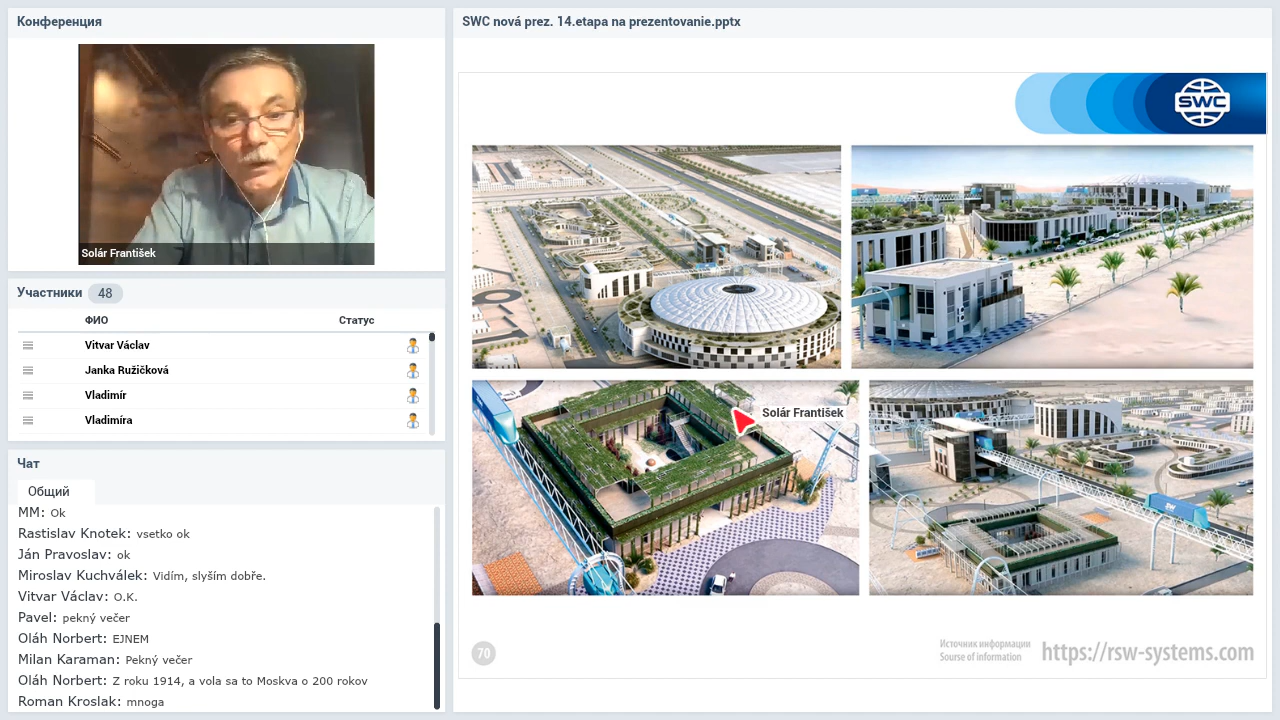 Конференция
Solár František
Участники 48
ФИО Статус
Vitvar Václav
Janka Ružičková
Vladimír
Vladimíra
Чат
Общий
MM: Ok
Rastislav Knotek: vsetko ok
Ján Pravoslav: ok
Miroslav Kuchválek: Vidím, slyším dobře.
Vitvar Václav: O.K.
Pavel: pekný večer
Oláh Norbert: EJNEM
Milan Karaman: Pekný večer
Oláh Norbert: Z roku 1914, a vola sa to Moskva o 200 rokov
Roman Kroslak: mnoga
SWC nová prez. 14.etapa na prezentovanie.pptx
SWC
Solár František
70
Источник информации
Sourse of information
https://rsw-systems.com